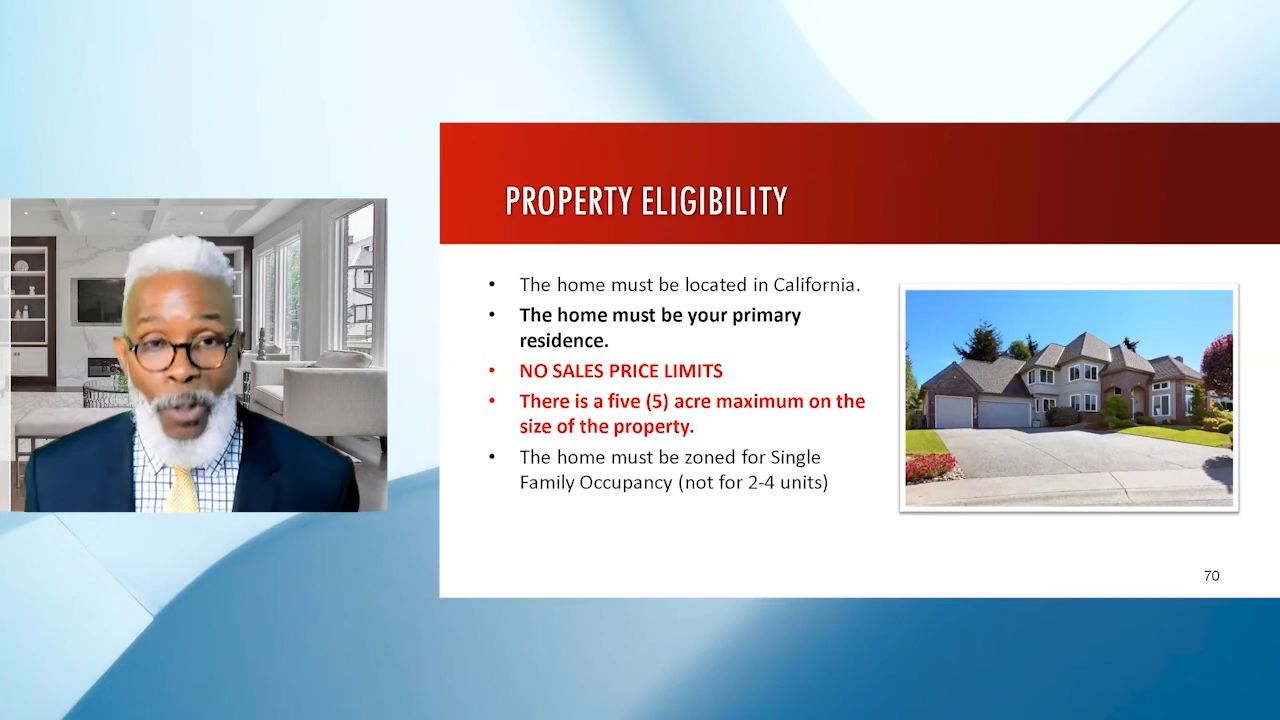 PROPERTY ELIGIBILITY
• The home must be located in California.
• The home must be your primary
residence.
• NO SALES PRICE LIMITS
• There is a five (5) acre maximum on the
size of the property.
• The home must be zoned for Single
Family Occupancy (not for 2-4 units)
70